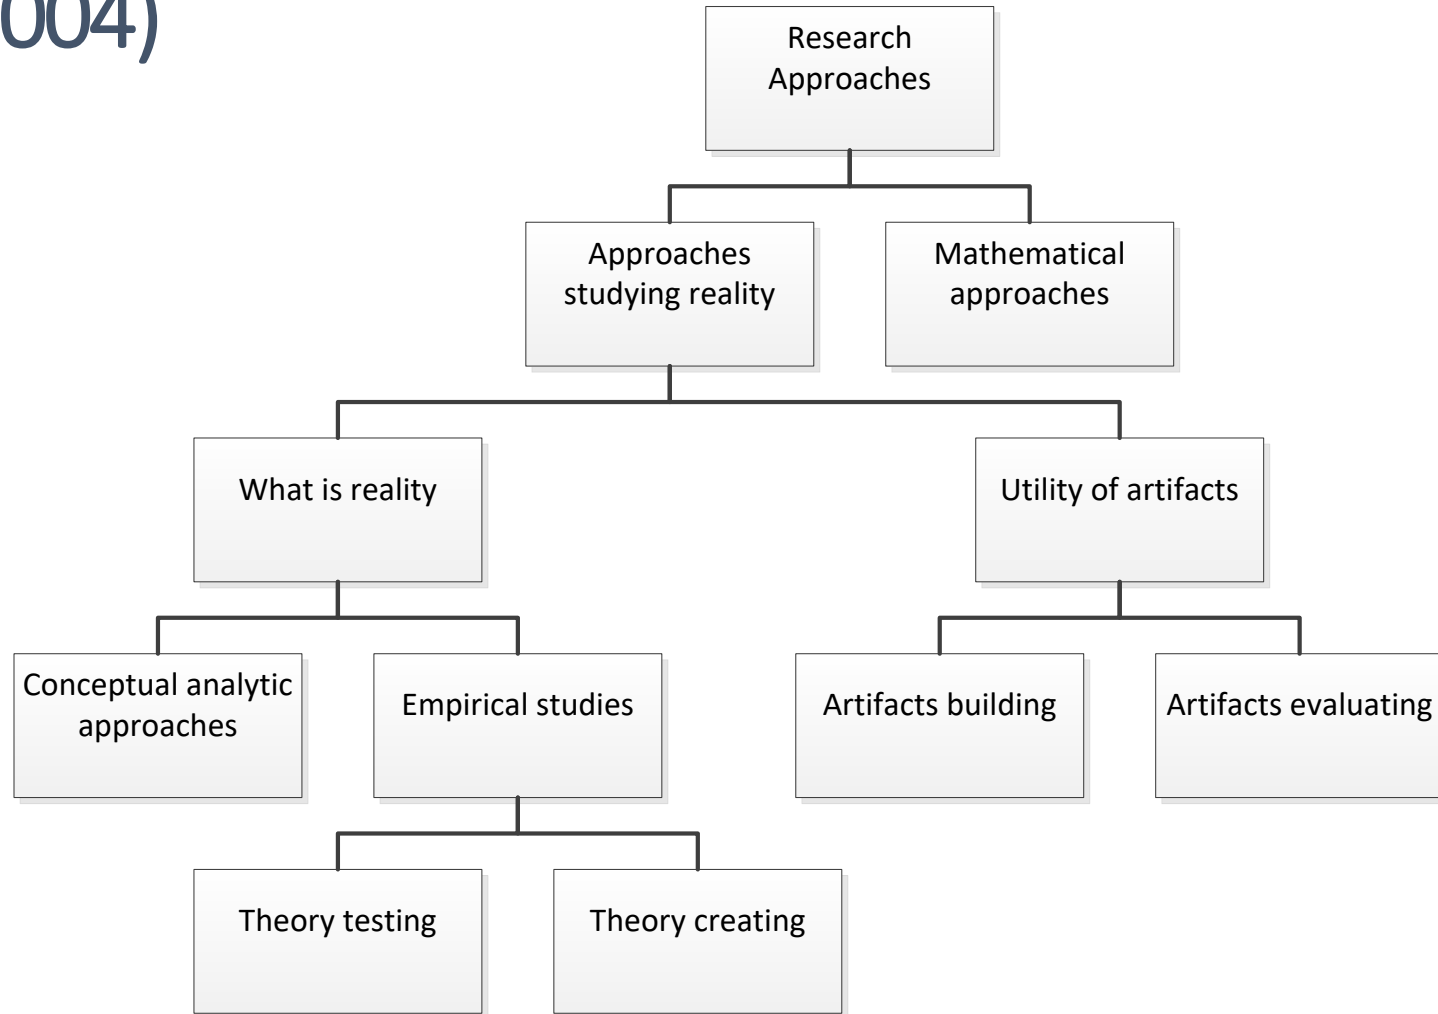 004)
Research
Approaches
Approaches
studying reality
Mathematical
approaches
What is reality
Utility of artifacts
Conceptual analytic
approaches
Empirical studies
Artifacts building
Artifacts evaluating
Theory testing
Theory creating